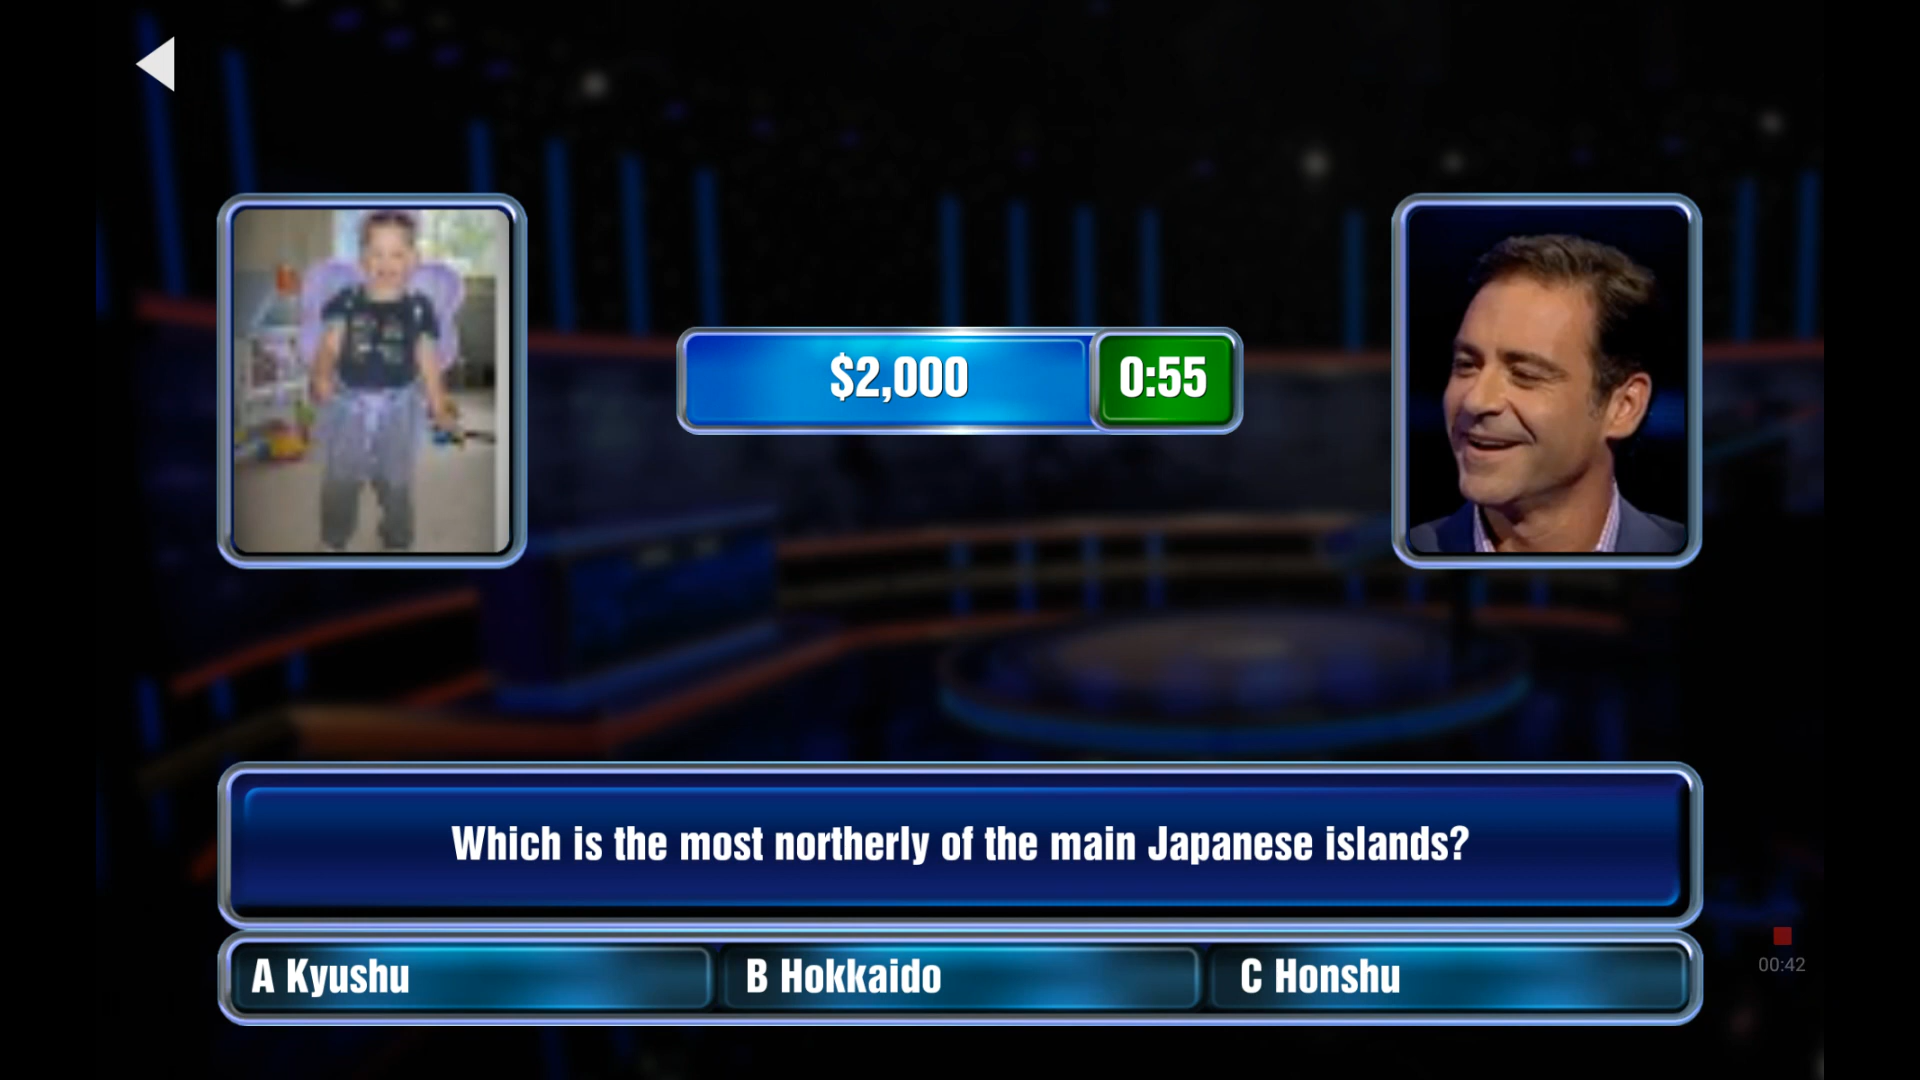 $2,000
0:55
Which is the most northerly of the main Japanese islands?
A Kyushu
B Hokkaido
C Honshu
00:42